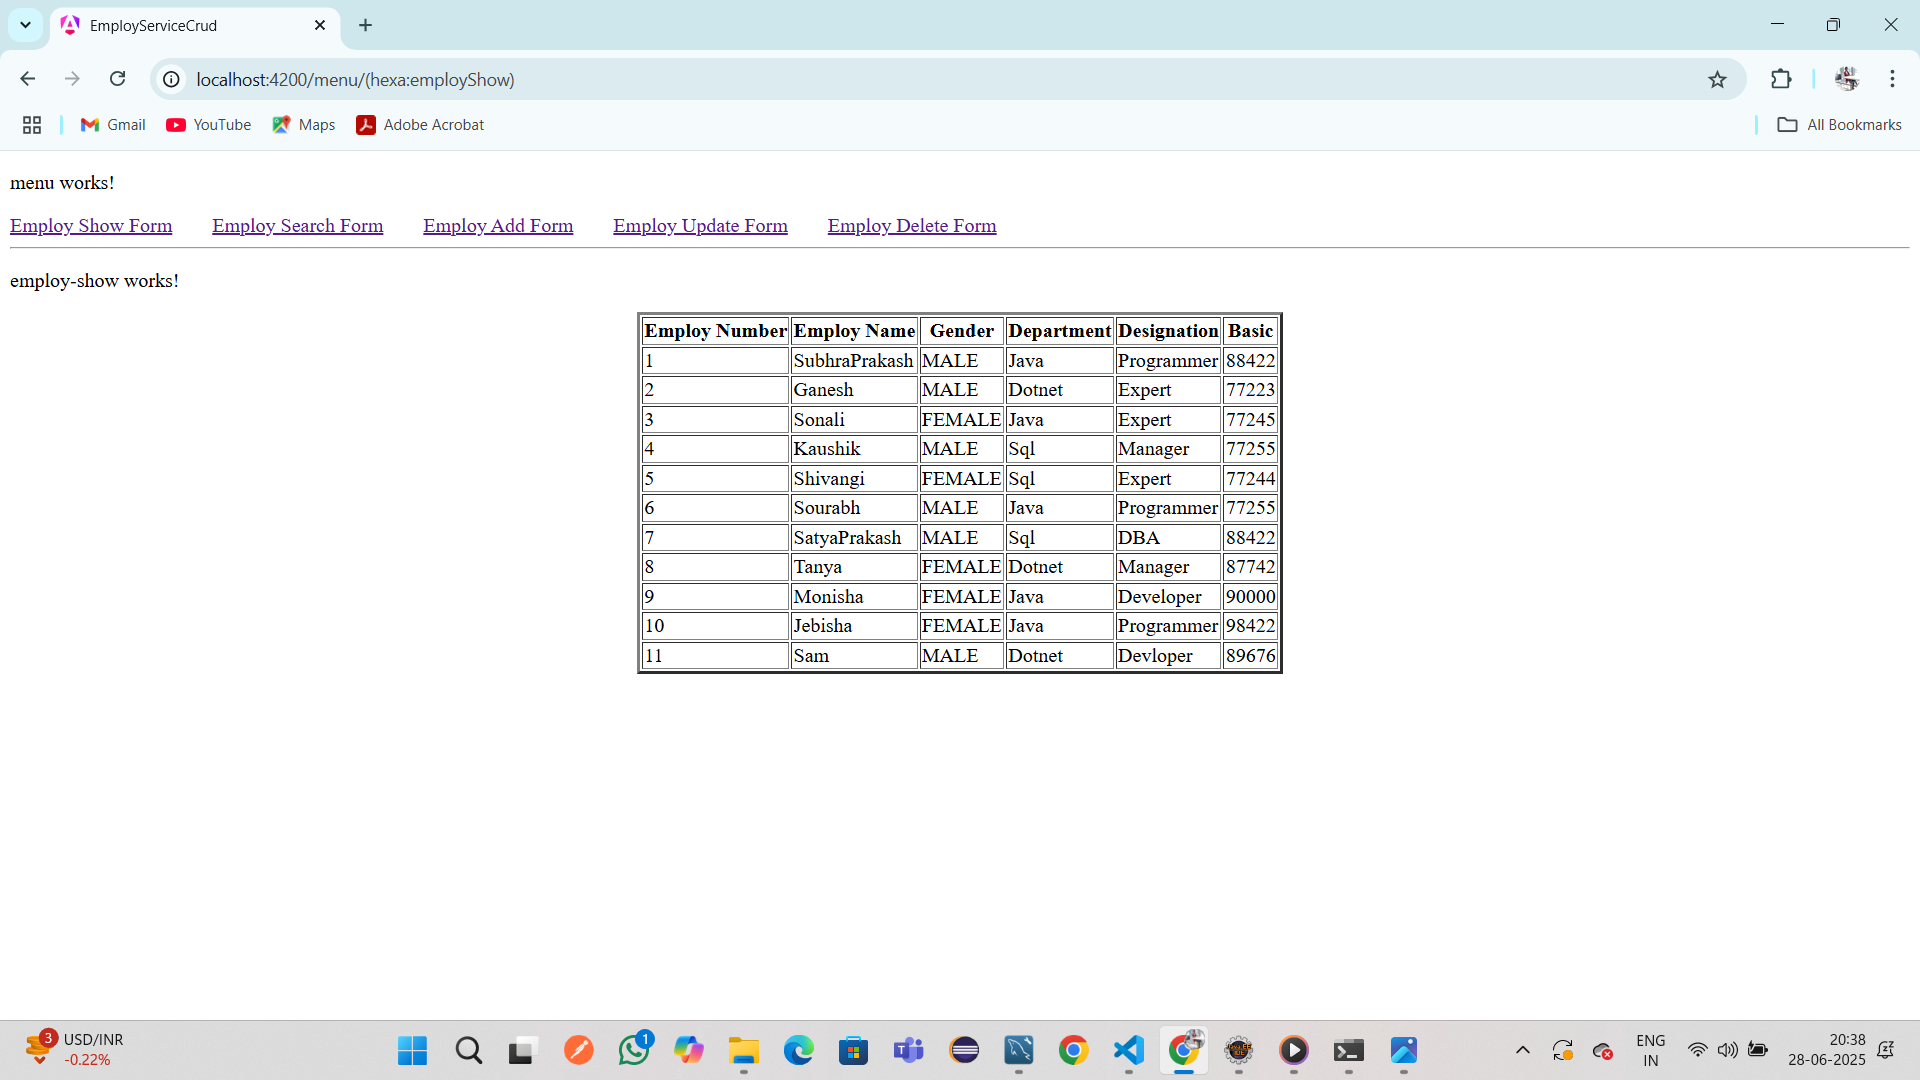 EmployServiceCrud
localhost:4200/menu/(hexa:employShow)
Gmail YouTube Maps Adobe Acrobat All Bookmarks
menu works!
Employ Show Form Employ Search Form Employ Add Form Employ Update Form Employ Delete Form
employ-show works!
Employ Number Employ Name Gender Department Designation Basic
1 SubhraPrakash MALE Java Programmer 88422
2 Ganesh MALE Dotnet Expert 77223
3 Sonali FEMALE Java Expert 77245
4 Kaushik MALE Sql Manager 77255
5 Shivangi FEMALE Sql Expert 77244
6 Sourabh MALE Java Programmer 77255
7 SatyaPrakash MALE Sql DBA 88422
8 Tanya FEMALE Dotnet Manager 87742
9 Monisha FEMALE Java Developer 90000
10 Jebisha FEMALE Java Programmer 98422
11 Sam MALE Dotnet Devloper 89676
3 USD/INR 1 ENG 20:38
-0.22% IN 28-06-2025